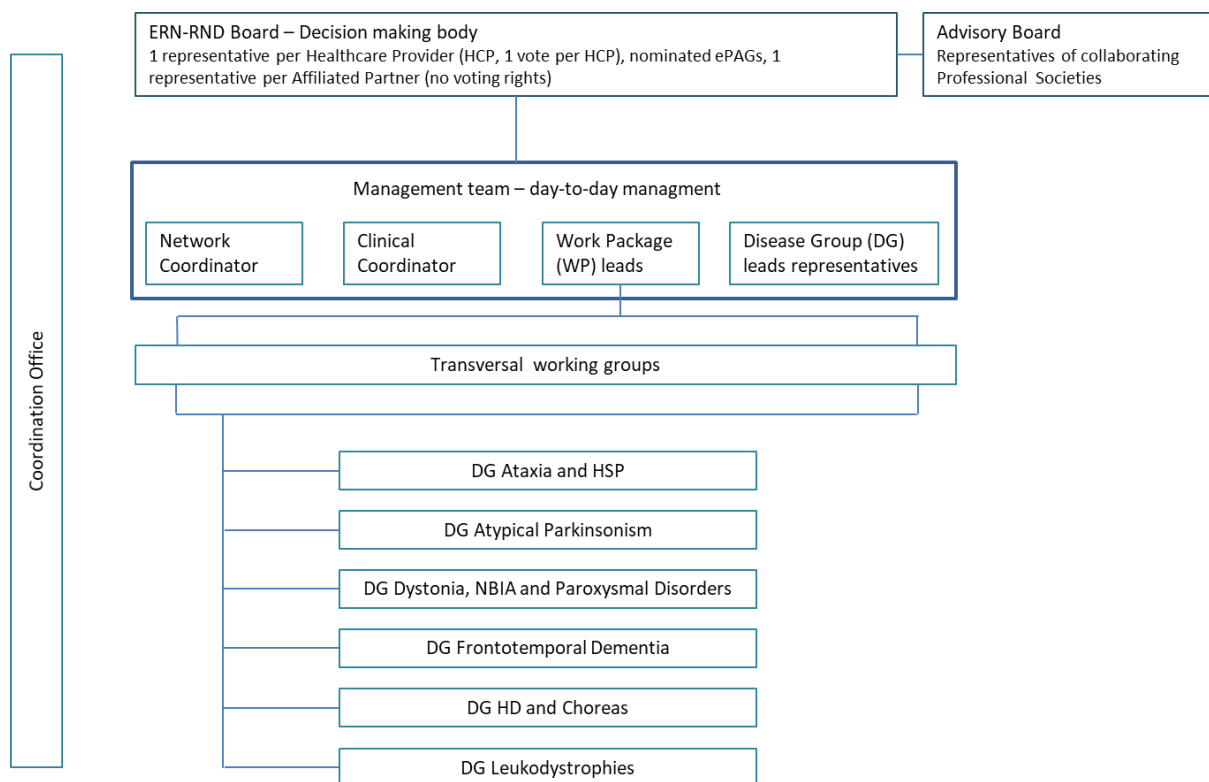 ERN-RND Board – Decision making body
1 representative per Healthcare Provider (HCP, 1 vote per HCP), nominated ePAGs, 1
representative per Affiliated Partner (no voting rights)
Advisory Board
Representatives of collaborating
Professional Societies
Coordination Office
Management team – day-to-day managment
Network
Coordinator
Clinical
Coordinator
Work Package
(WP) leads
Disease Group (DG)
leads representatives
Transversal working groups
DG Ataxia and HSP
DG Atypical Parkinsonism
DG Dystonia, NBIA and Paroxysmal Disorders
DG Frontotemporal Dementia
DG HD and Choreas
DG Leukodystrophies